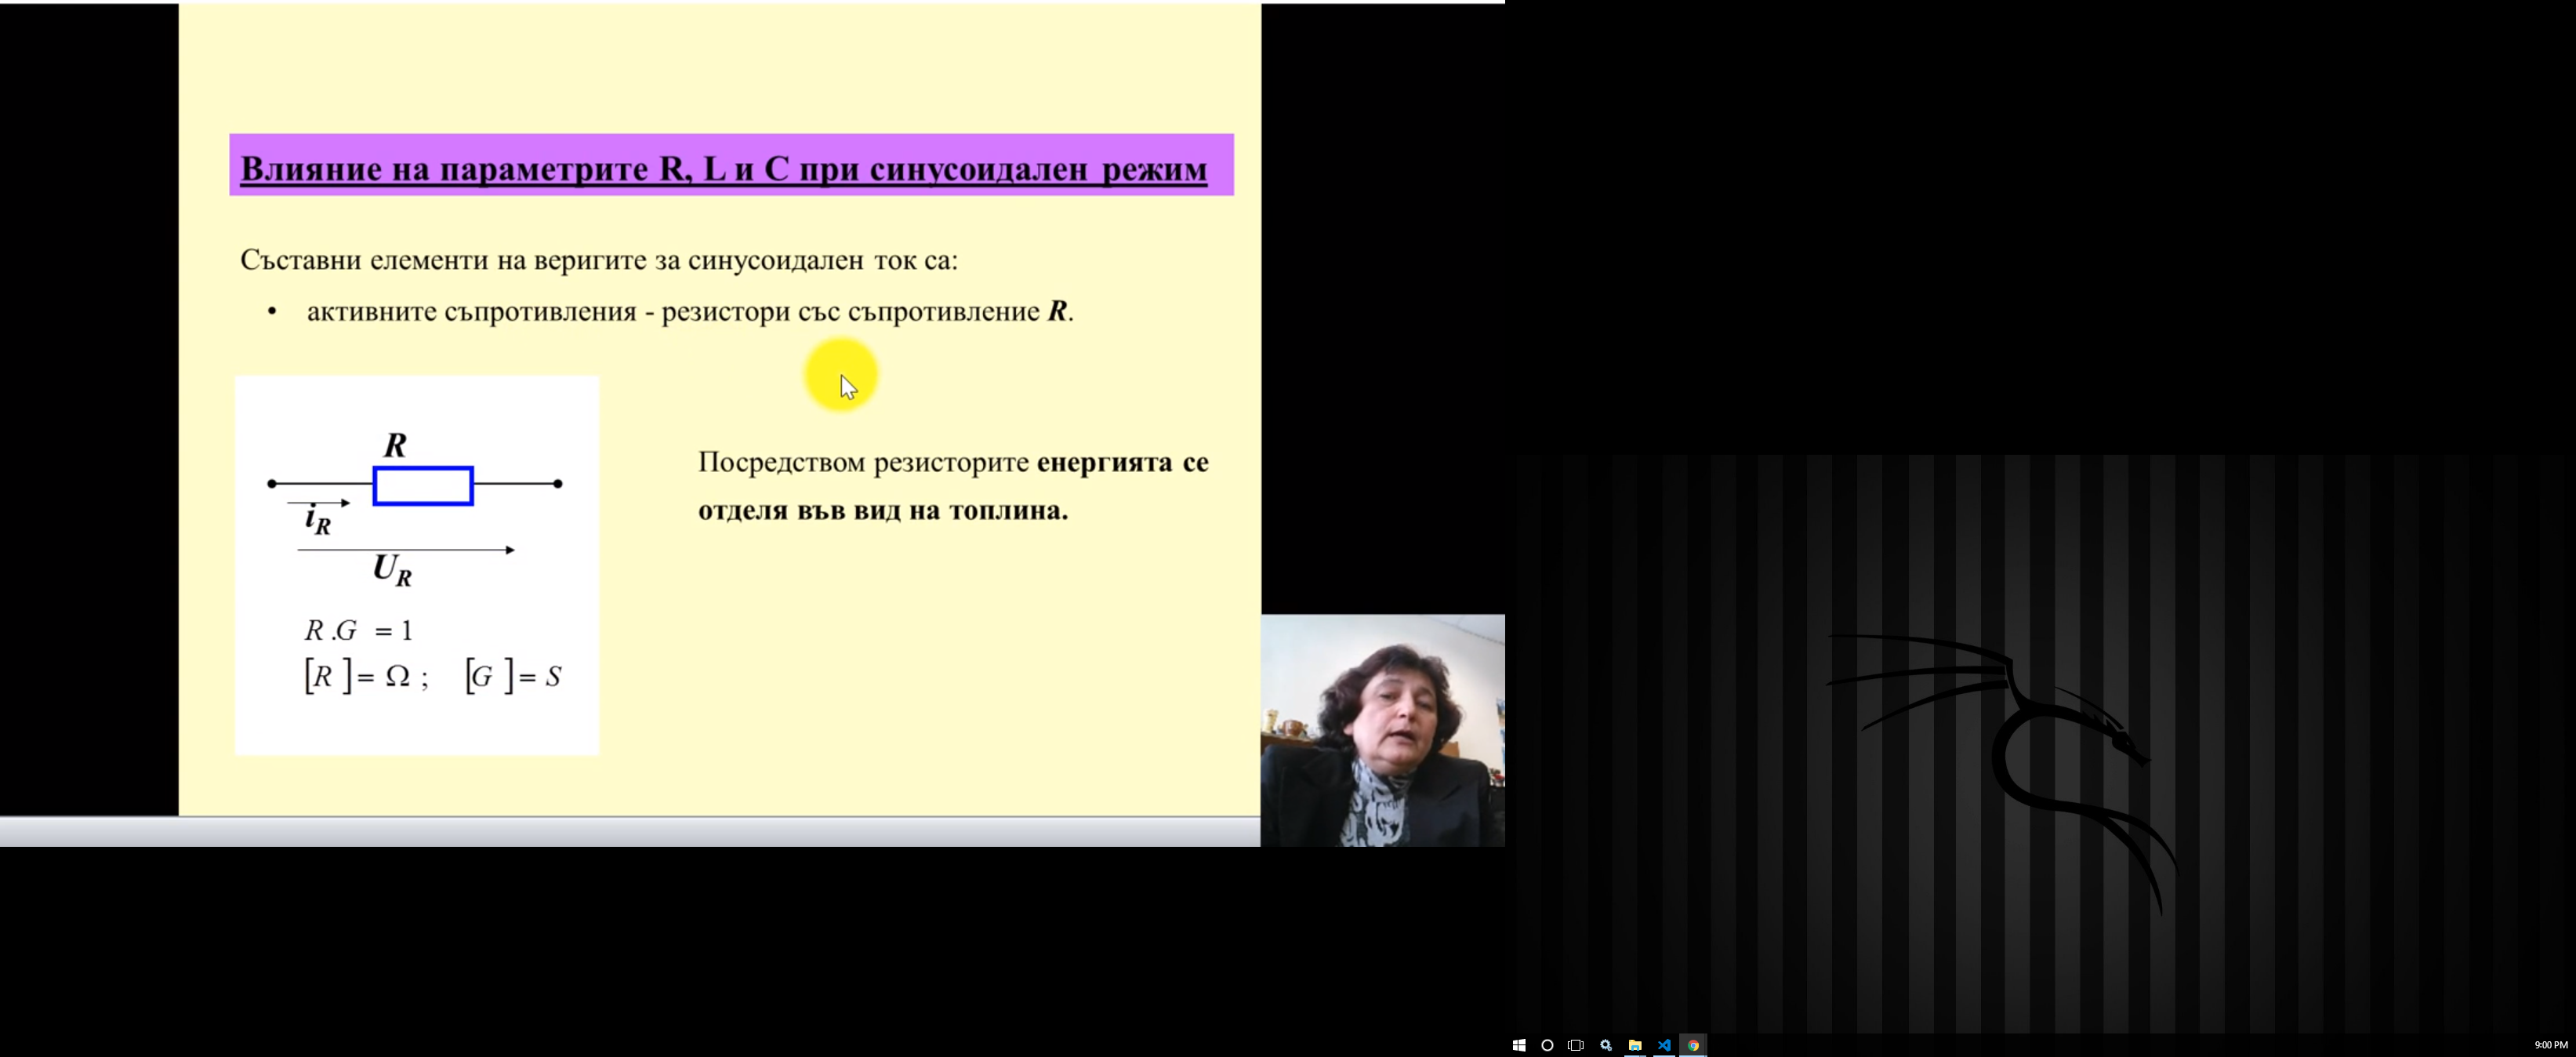 Влияние на параметрите R, L и C при синусоидален режим
Съставни елементи на веригите за синусоидален ток са:
• активните съпротивления - резистори със съпротивление R.
R
i_R
U_R
R.G = 1
[R]= Ω ; [G]= S
Посредством резисторите енергията се
отделя във вид на топлина.
9:00 PM